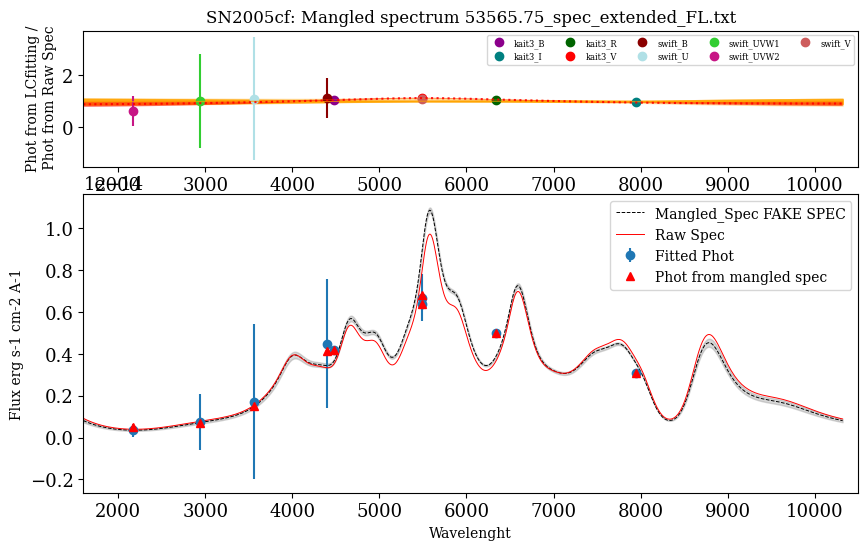 SN2005cf: Mangled spectrum 53565.75_spec_extended_FL.txt
Phot from LCfitting /
Phot from Raw Spec
2
0
kait3_B kait3_R swift_B swift_UVW1 swift_V
kait3_I kait3_V swift_U swift_UVW2
2000 3000 4000 5000 6000 7000 8000 9000 10000
1e−14
Mangled_Spec FAKE SPEC
Raw Spec
Fitted Phot
Phot from mangled spec
Flux erg s-1 cm-2 A-1
1.0
0.8
0.6
0.4
0.2
0.0
−0.2
2000 3000 4000 5000 6000 7000 8000 9000 10000
Wavelenght